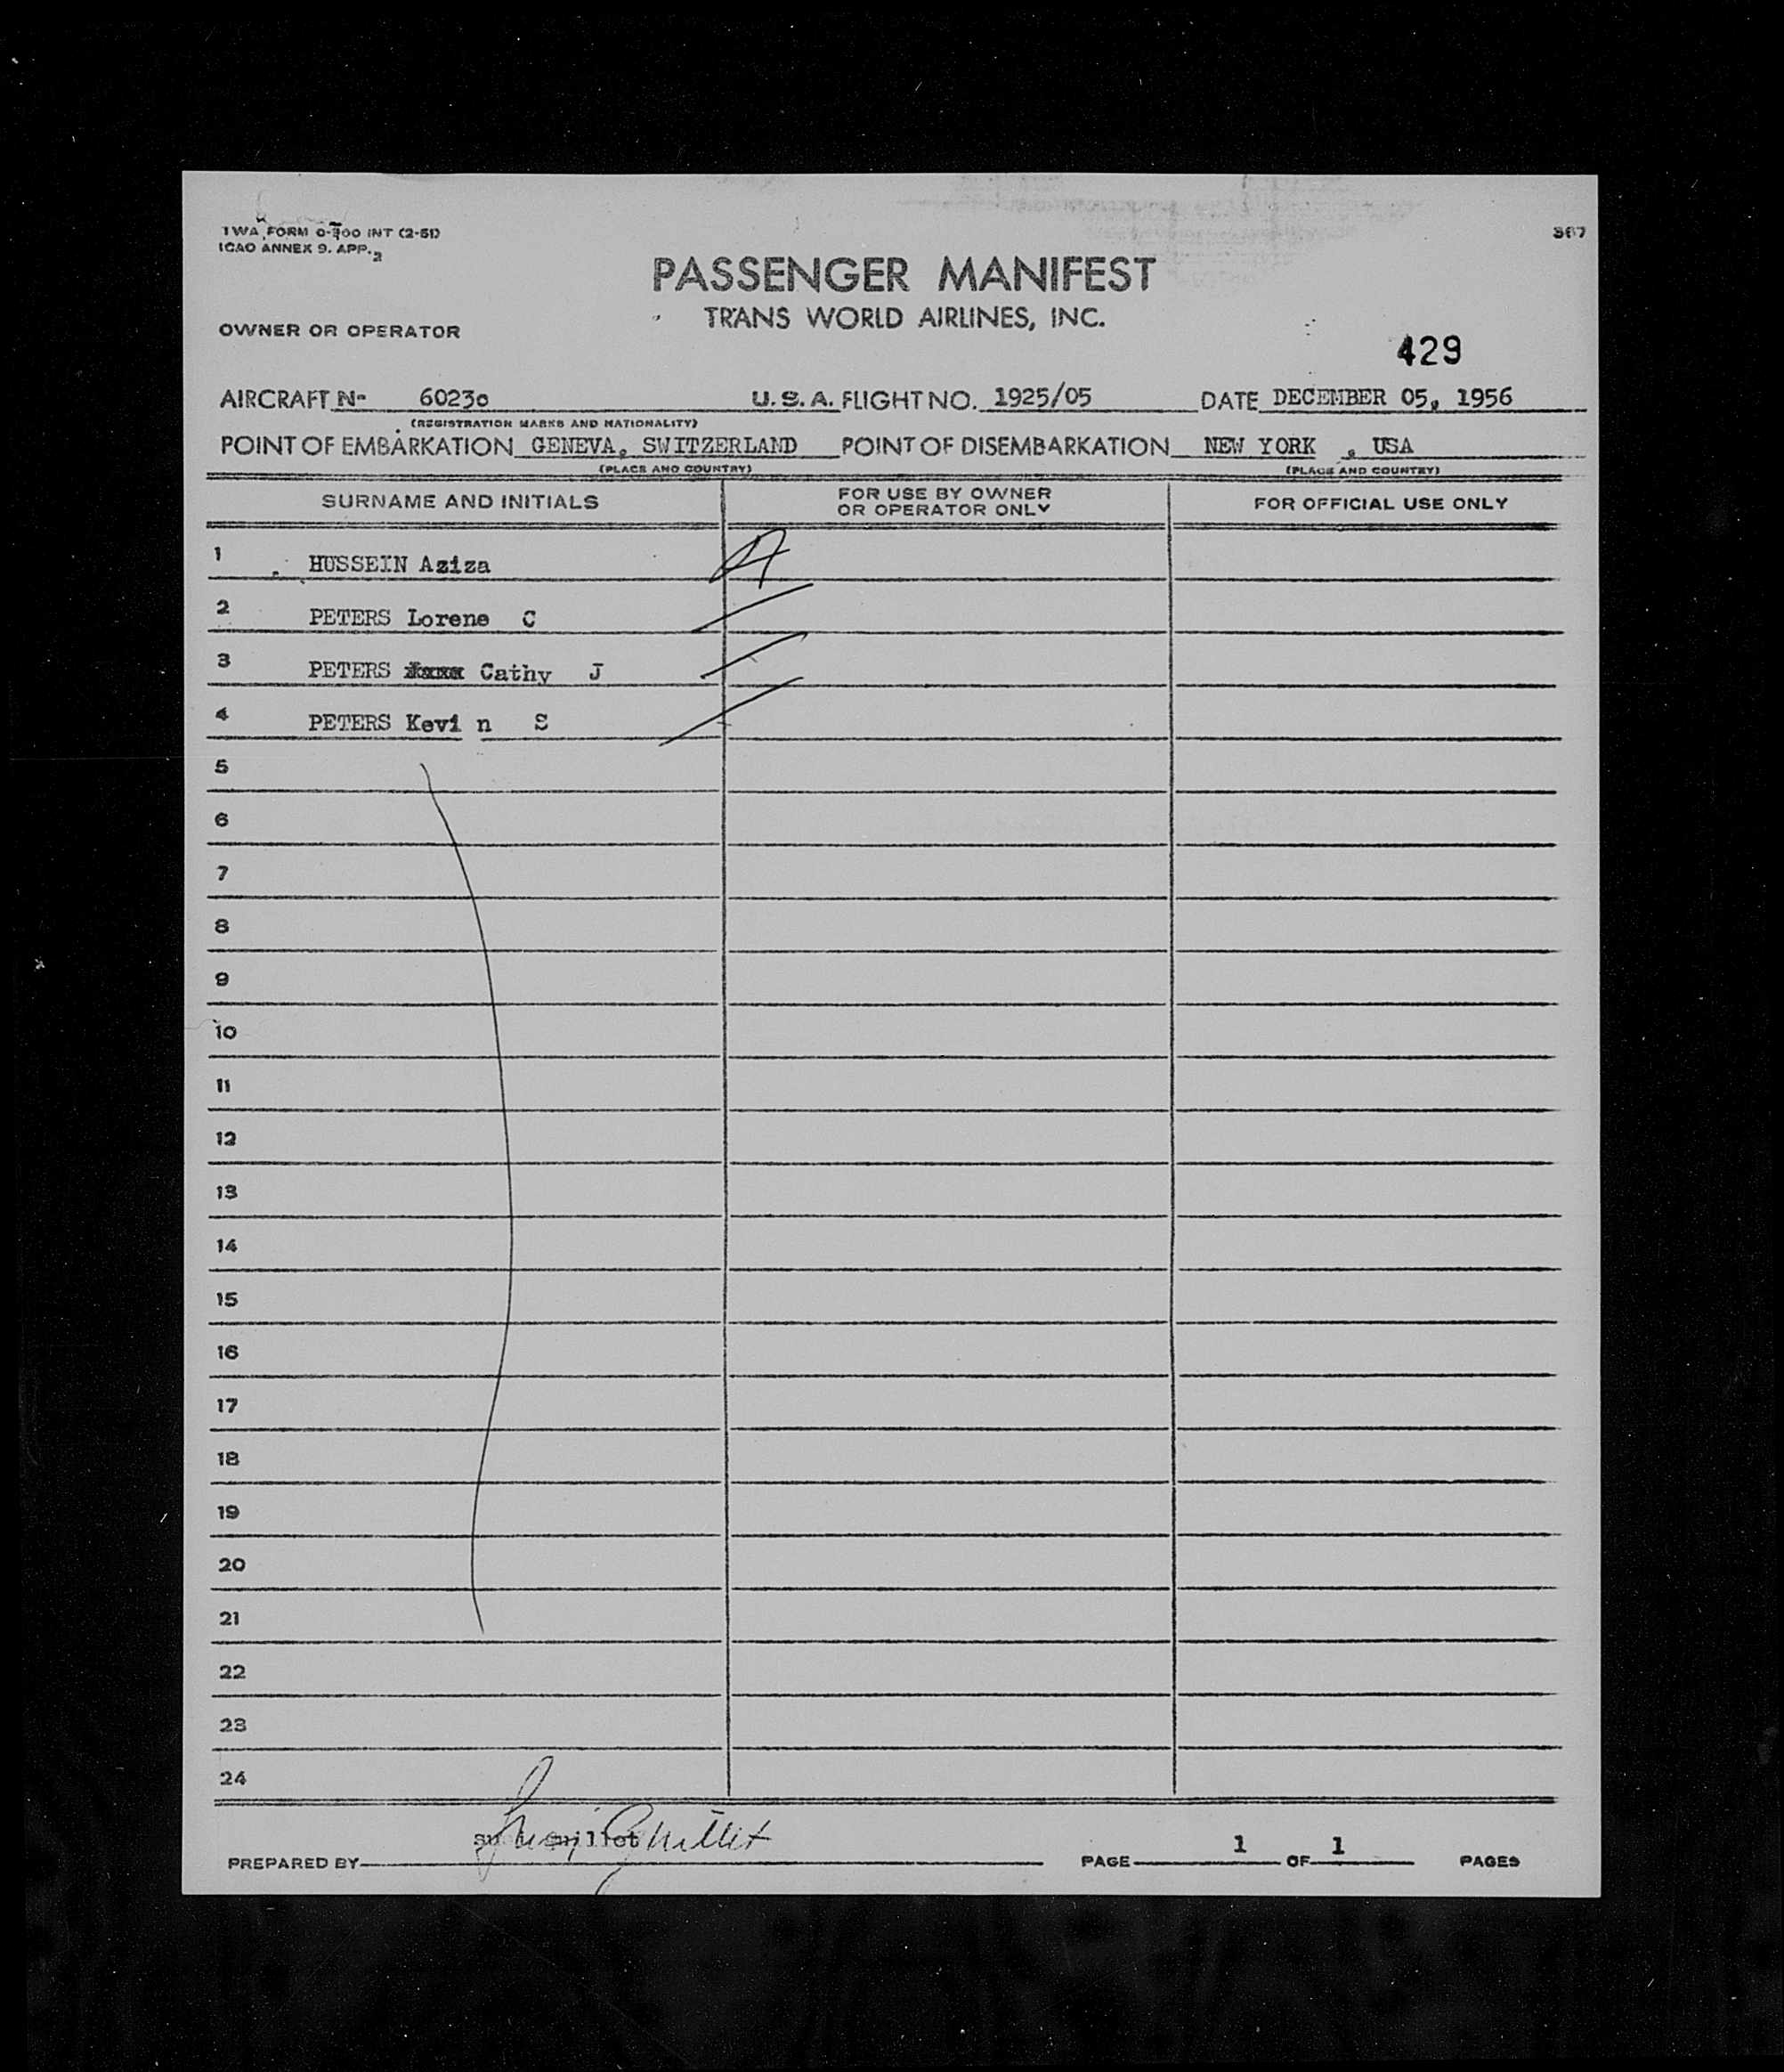 TWA FORM 0-700 INT (2-51)
ICAO ANNEX 9. APP. 2
367
PASSENGER MANIFEST
TRANS WORLD AIRLINES, INC.
OWNER OR OPERATOR
429
AIRCRAFT N- 6023o U.S.A. FLIGHT NO. 1925/05 DATE DECEMBER 05, 1956
(REGISTRATION MARKS AND NATIONALITY)
POINT OF EMBARKATION GENEVA, SWITZERLAND POINT OF DISEMBARKATION NEW YORK , USA
(PLACE AND COUNTRY) (PLACE AND COUNTRY)
SURNAME AND INITIALS FOR USE BY OWNER OR OPERATOR ONLY FOR OFFICIAL USE ONLY
1 HUSSEIN Aziza A
2 PETERS Lorene C
3 PETERS Cathy J
4 PETERS Kevi n S
5
6
7
8
9
10
11
12
13
14
15
16
17
18
19
20
21
22
23
24
PREPARED BY PAGE 1 OF 1 PAGES